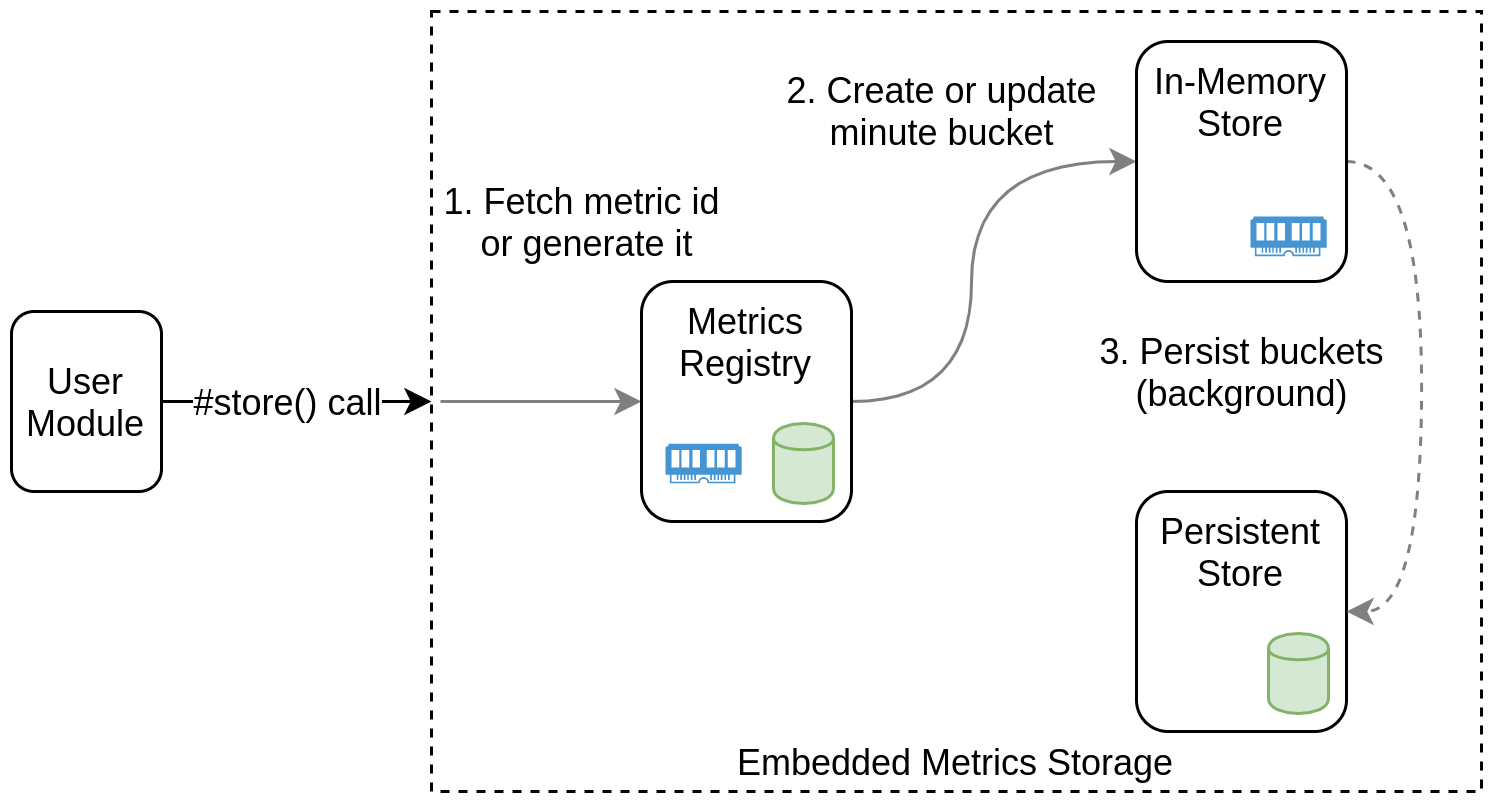 User
Module
#store() call
1. Fetch metric id
or generate it
Metrics
Registry
2. Create or update
minute bucket
In-Memory
Store
3. Persist buckets
(background)
Persistent
Store
Embedded Metrics Storage